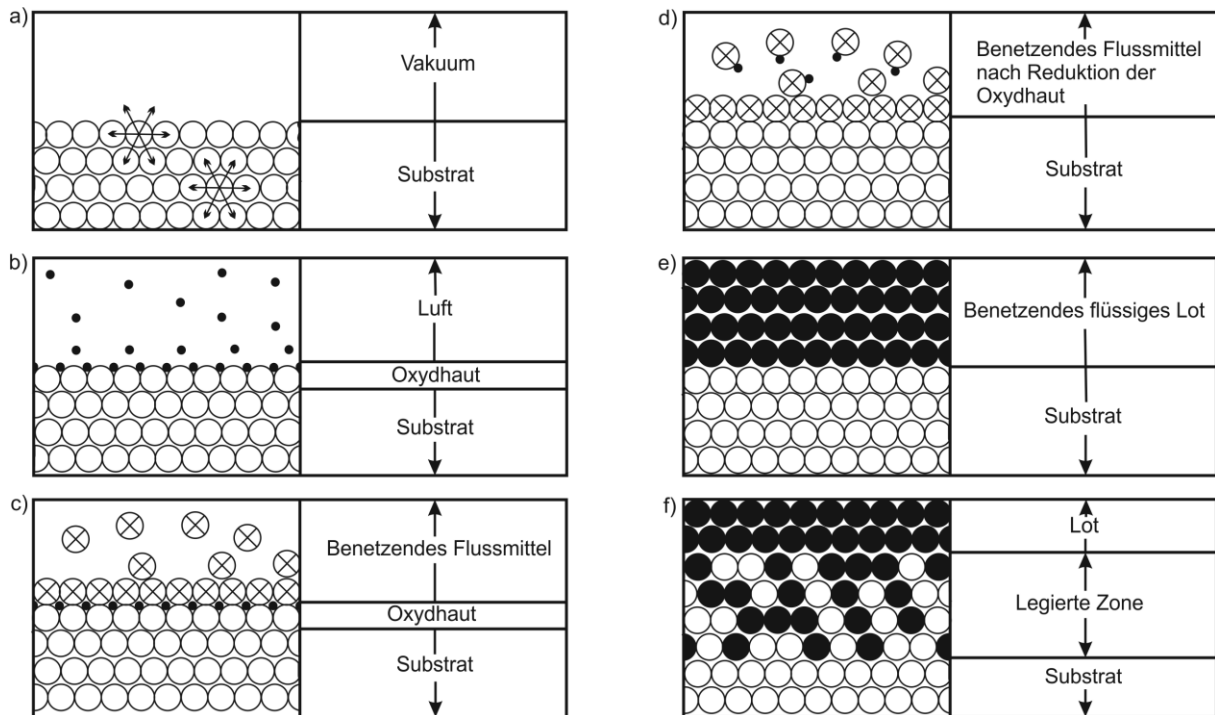 a)
Vakuum
Substrat
b)
Luft
Oxydhaut
Substrat
c)
Benetzendes Flussmittel
Oxydhaut
Substrat
d)
Benetzendes Flussmittel
nach Reduktion der
Oxydhaut
Substrat
e)
Benetzendes flüssiges Lot
Substrat
f)
Lot
Legierte Zone
Substrat